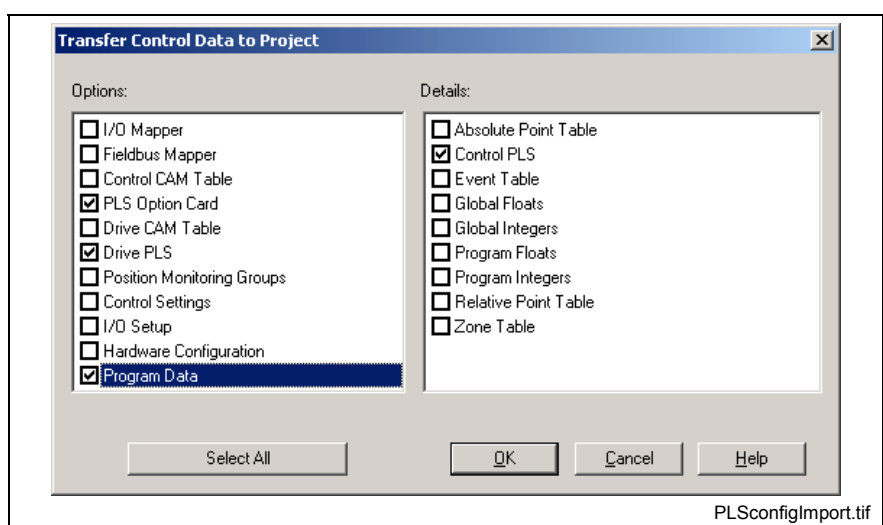 Transfer Control Data to Project
Options:
I/O Mapper
Fieldbus Mapper
Control CAM Table
PLS Option Card
Drive CAM Table
Drive PLS
Position Monitoring Groups
Control Settings
I/O Setup
Hardware Configuration
Program Data
Details:
Absolute Point Table
Control PLS
Event Table
Global Floats
Global Integers
Program Floats
Program Integers
Relative Point Table
Zone Table
Select All
OK
Cancel
Help
PLSconfigImport.tif